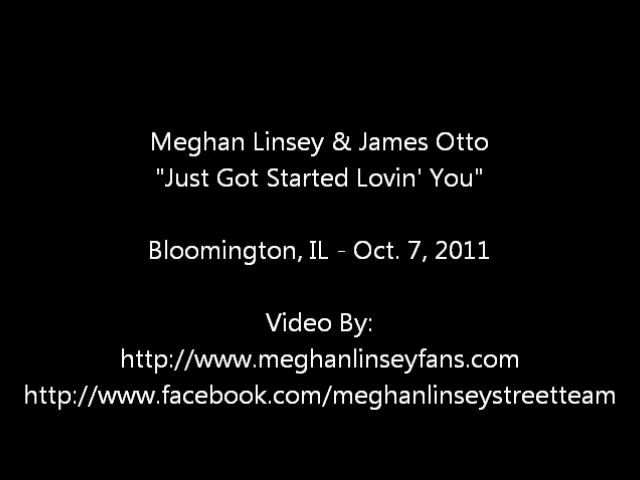 Meghan Linsey & James Otto
"Just Got Started Lovin' You"
Bloomington, IL - Oct. 7, 2011
Video By:
http://www.meghanlinseyfans.com
http://www.facebook.com/meghanlinseystreetteam